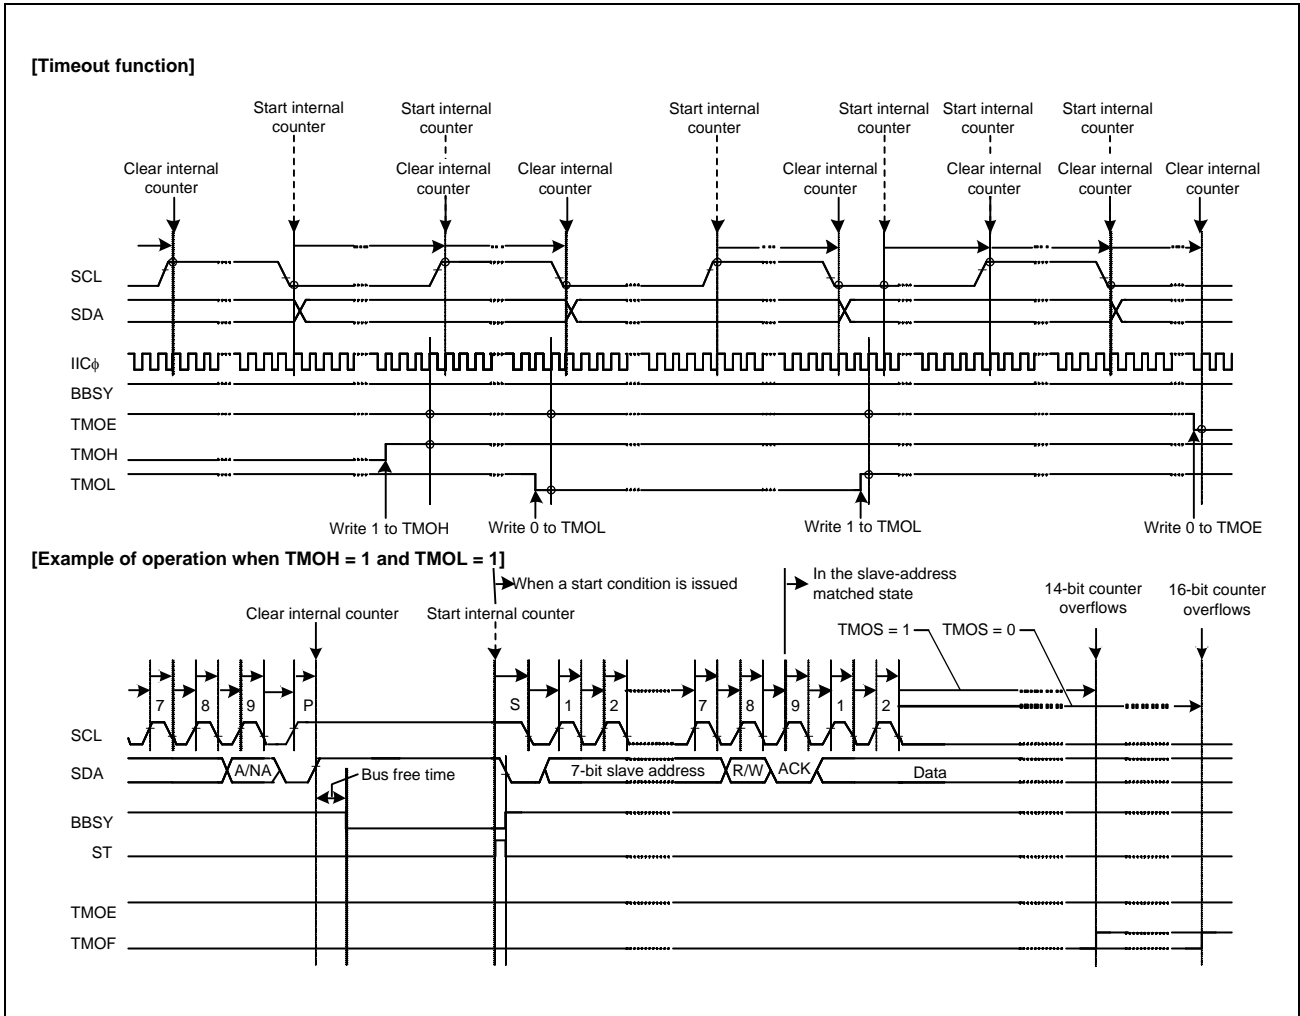 [Timeout function]
Start internal
counter
Start internal
counter
Start internal
counter
Start internal
counter
Start internal
counter
Start internal
counter
Clear internal
counter
Clear internal
counter
Clear internal
counter
Clear internal
counter
Clear internal
counter
Clear internal
counter
Clear internal
counter
SCL
SDA
IICϕ
BBSY
TMOE
TMOH
TMOL
Write 1 to TMOH
Write 0 to TMOL
Write 1 to TMOL
Write 0 to TMOE
[Example of operation when TMOH = 1 and TMOL = 1]
When a start condition is issued
In the slave-address
matched state
14-bit counter
overflows
16-bit counter
overflows
Clear internal counter
Start internal counter
TMOS = 1
TMOS = 0
7 8 9 P S 1 2 7 8 9 1 2
SCL
SDA
A/NA
Bus free time
7-bit slave address
R/W
ACK
Data
BBSY
ST
TMOE
TMOF